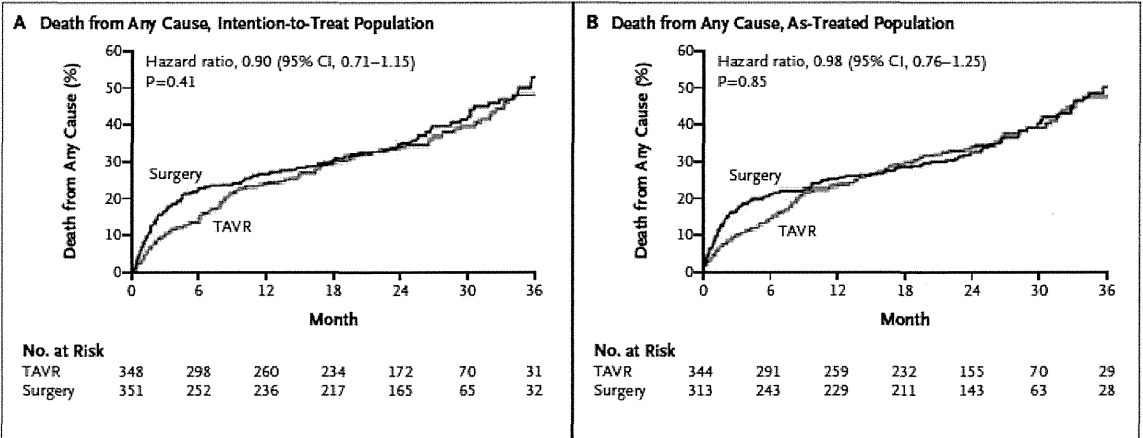 A Death from Any Cause, Intention-to-Treat Population
Death from Any Cause (%)
60
50
40
30
20
10
0
Hazard ratio, 0.90 (95% CI, 0.71–1.15)
P=0.41
Surgery
TAVR
0 6 12 18 24 30 36
Month
No. at Risk
TAVR 348 298 260 234 172 70 31
Surgery 351 252 236 217 165 65 32
B Death from Any Cause, As-Treated Population
Death from Any Cause (%)
60
50
40
30
20
10
0
Hazard ratio, 0.98 (95% CI, 0.76–1.25)
P=0.85
Surgery
TAVR
0 6 12 18 24 30 36
Month
No. at Risk
TAVR 344 291 259 232 155 70 29
Surgery 313 243 229 211 143 63 28